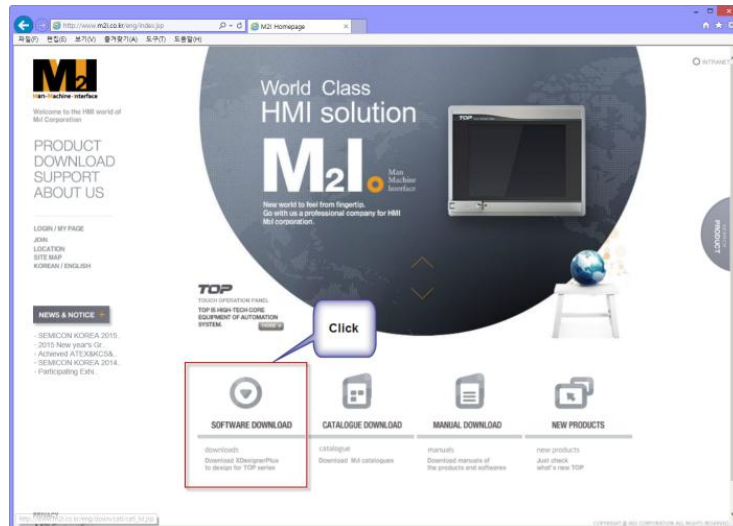 http://www.m2i.co.kr/eng/index.jsp
M2I Homepage
파일(F) 편집(E) 보기(V) 즐겨찾기(A) 도구(T) 도움말(H)
INTRANET
M2I
Man-Machine-Interface
Welcome to the HMI world of
M2I Corporation
PRODUCT
DOWNLOAD
SUPPORT
ABOUT US
LOGIN / MY PAGE
JOIN
LOCATION
SITE MAP
KOREAN / ENGLISH
NEWS & NOTICE +
- SEMICON KOREA 2015..
- 2015 New year's Gr..
- Achieved ATEX&KCS&..
- SEMICON KOREA 2014..
- Participating Exhi..
World Class
HMI solution
M2I
Man
Machine
Interface
New world to feel from fingertip.
Go with us a professional company for HMI
M2I corporation.
TOP
PRODUCT
TOP
TOUCH OPERATION PANEL
TOP IS HIGH-TECH CORE
EQUIPMENT OF AUTOMATION
SYSTEM.
Click
SOFTWARE DOWNLOAD
downloads
Download XDesignerPlus
to design for TOP series
CATALOGUE DOWNLOAD
catalogue
Download M2I catalogues
MANUAL DOWNLOAD
manuals
Download manuals of
the products and softwares
NEW PRODUCTS
new products
Just check
what's new TOP
PRIVACY
COPYRIGHT @ M2I CORPORATION ALL RIGHTS RESERVED.